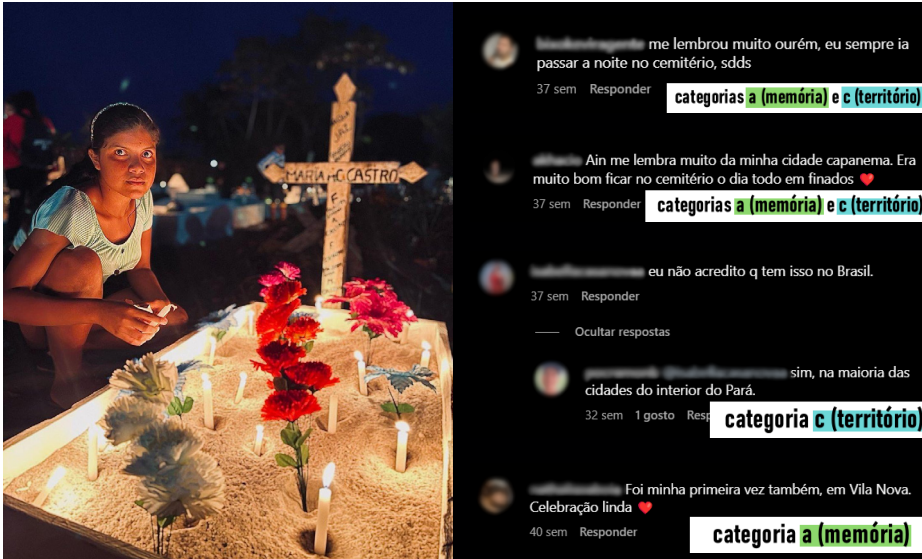 MARIA
CASTRO
me lembrou muito ourém, eu sempre ia
passar a noite no cemitério, sdds
37 sem Responder
categorias a (memória) e c (território)
Ain me lembra muito da minha cidade capanema. Era
muito bom ficar no cemitério o dia todo em finados ❤️
37 sem Responder
categorias a (memória) e c (território)
eu não acredito q tem isso no Brasil.
37 sem Responder
Ocultar respostas
sim, na maioria das
cidades do interior do Pará.
32 sem 1 gosto Resp
categoria c (território)
Foi minha primeira vez também, em Vila Nova.
Celebração linda ❤️
40 sem Responder
categoria a (memória)